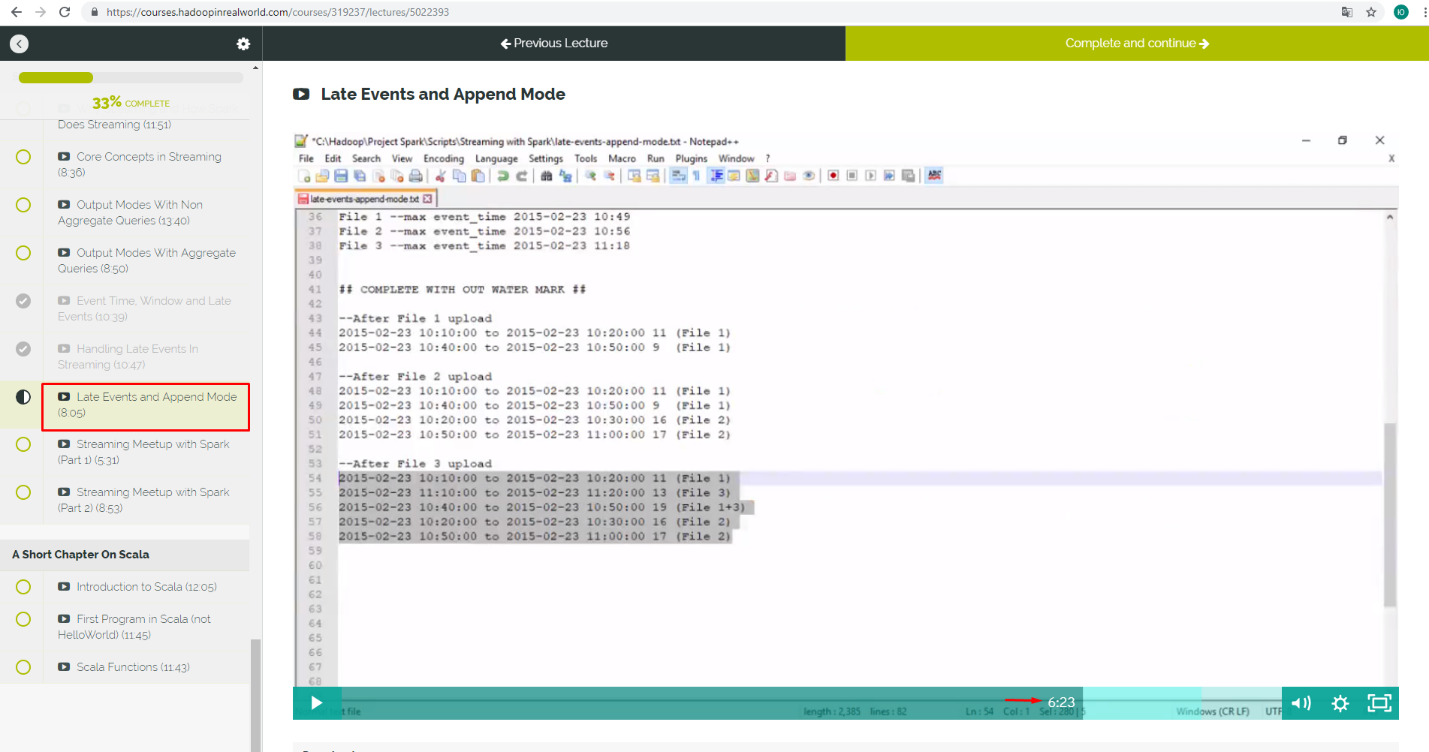 https://courses.hadoopinrealworld.com/courses/319237/lectures/5022393
Previous Lecture
Complete and continue
33% COMPLETE
Does Streaming (11:51)
Core Concepts in Streaming
(8:36)
Output Modes With Non
Aggregate Queries (13:40)
Output Modes With Aggregate
Queries (8:50)
Event Time, Window and Late
Events (10:39)
Handling Late Events In
Streaming (10:47)
Late Events and Append Mode
(8:05)
Streaming Meetup with Spark
(Part 1) (5:31)
Streaming Meetup with Spark
(Part 2) (8:53)
A Short Chapter On Scala
Introduction to Scala (12:05)
First Program in Scala (not
HelloWorld) (11:45)
Scala Functions (11:43)
Late Events and Append Mode
*C:\Hadoop\Project Spark\Scripts\Streaming with Spark\late-events-append-mode.txt - Notepad++
File Edit Search View Encoding Language Settings Tools Macro Run Plugins Window ? X
late-events-append-mode.txt
36 File 1 --max event_time 2015-02-23 10:49
37 File 2 --max event_time 2015-02-23 10:56
38 File 3 --max event_time 2015-02-23 11:18
39
40
41 ## COMPLETE WITH OUT WATER MARK ##
42
43 --After File 1 upload
44 2015-02-23 10:10:00 to 2015-02-23 10:20:00 11 (File 1)
45 2015-02-23 10:40:00 to 2015-02-23 10:50:00 9 (File 1)
46
47 --After File 2 upload
48 2015-02-23 10:10:00 to 2015-02-23 10:20:00 11 (File 1)
49 2015-02-23 10:40:00 to 2015-02-23 10:50:00 9 (File 1)
50 2015-02-23 10:20:00 to 2015-02-23 10:30:00 16 (File 2)
51 2015-02-23 10:50:00 to 2015-02-23 11:00:00 17 (File 2)
52
53 --After File 3 upload
54 2015-02-23 10:10:00 to 2015-02-23 10:20:00 11 (File 1)
55 2015-02-23 11:10:00 to 2015-02-23 11:20:00 13 (File 3)
56 2015-02-23 10:40:00 to 2015-02-23 10:50:00 19 (File 1+3)
57 2015-02-23 10:20:00 to 2015-02-23 10:30:00 16 (File 2)
58 2015-02-23 10:50:00 to 2015-02-23 11:00:00 17 (File 2)
59
60
61
62
63
64
65
66
67
68
6:23
text file length : 2,385 lines : 82 Ln : 54 Col : 1 Sel : 280 | 5 Windows (CR LF) UTF